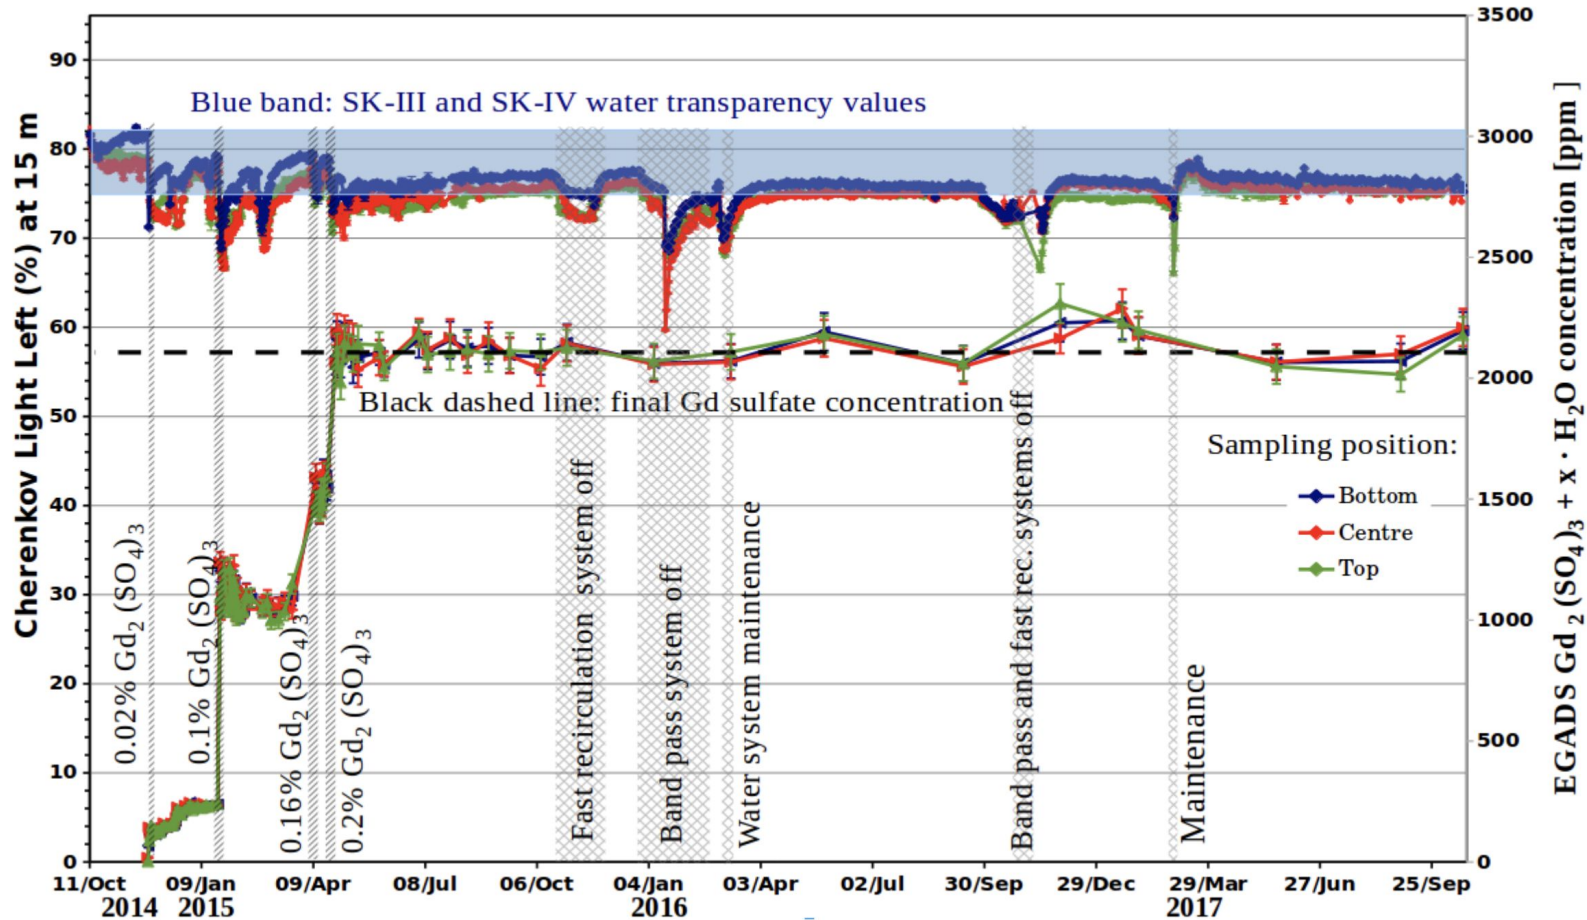 Cherenkov Light Left (%) at 15 m
90
80
70
60
50
40
30
20
10
0
3500
3000
2500
2000
1500
1000
500
0
EGADS Gd2(SO4)3 + x · H2O concentration [ppm ]
Blue band: SK-III and SK-IV water transparency values
Black dashed line: final Gd sulfate concentration
Sampling position:
Bottom
Centre
Top
0.02% Gd2 (SO4)3
0.1% Gd2 (SO4)3
0.16% Gd2 (SO4)3
0.2% Gd2 (SO4)3
Fast recirculation system off
Band pass system off
Water system maintenance
Band pass and fast rec. systems off
Maintenance
11/Oct 09/Jan 09/Apr 08/Jul 06/Oct 04/Jan 03/Apr 02/Jul 30/Sep 29/Dec 29/Mar 27/Jun 25/Sep
2014 2015 2016 2017